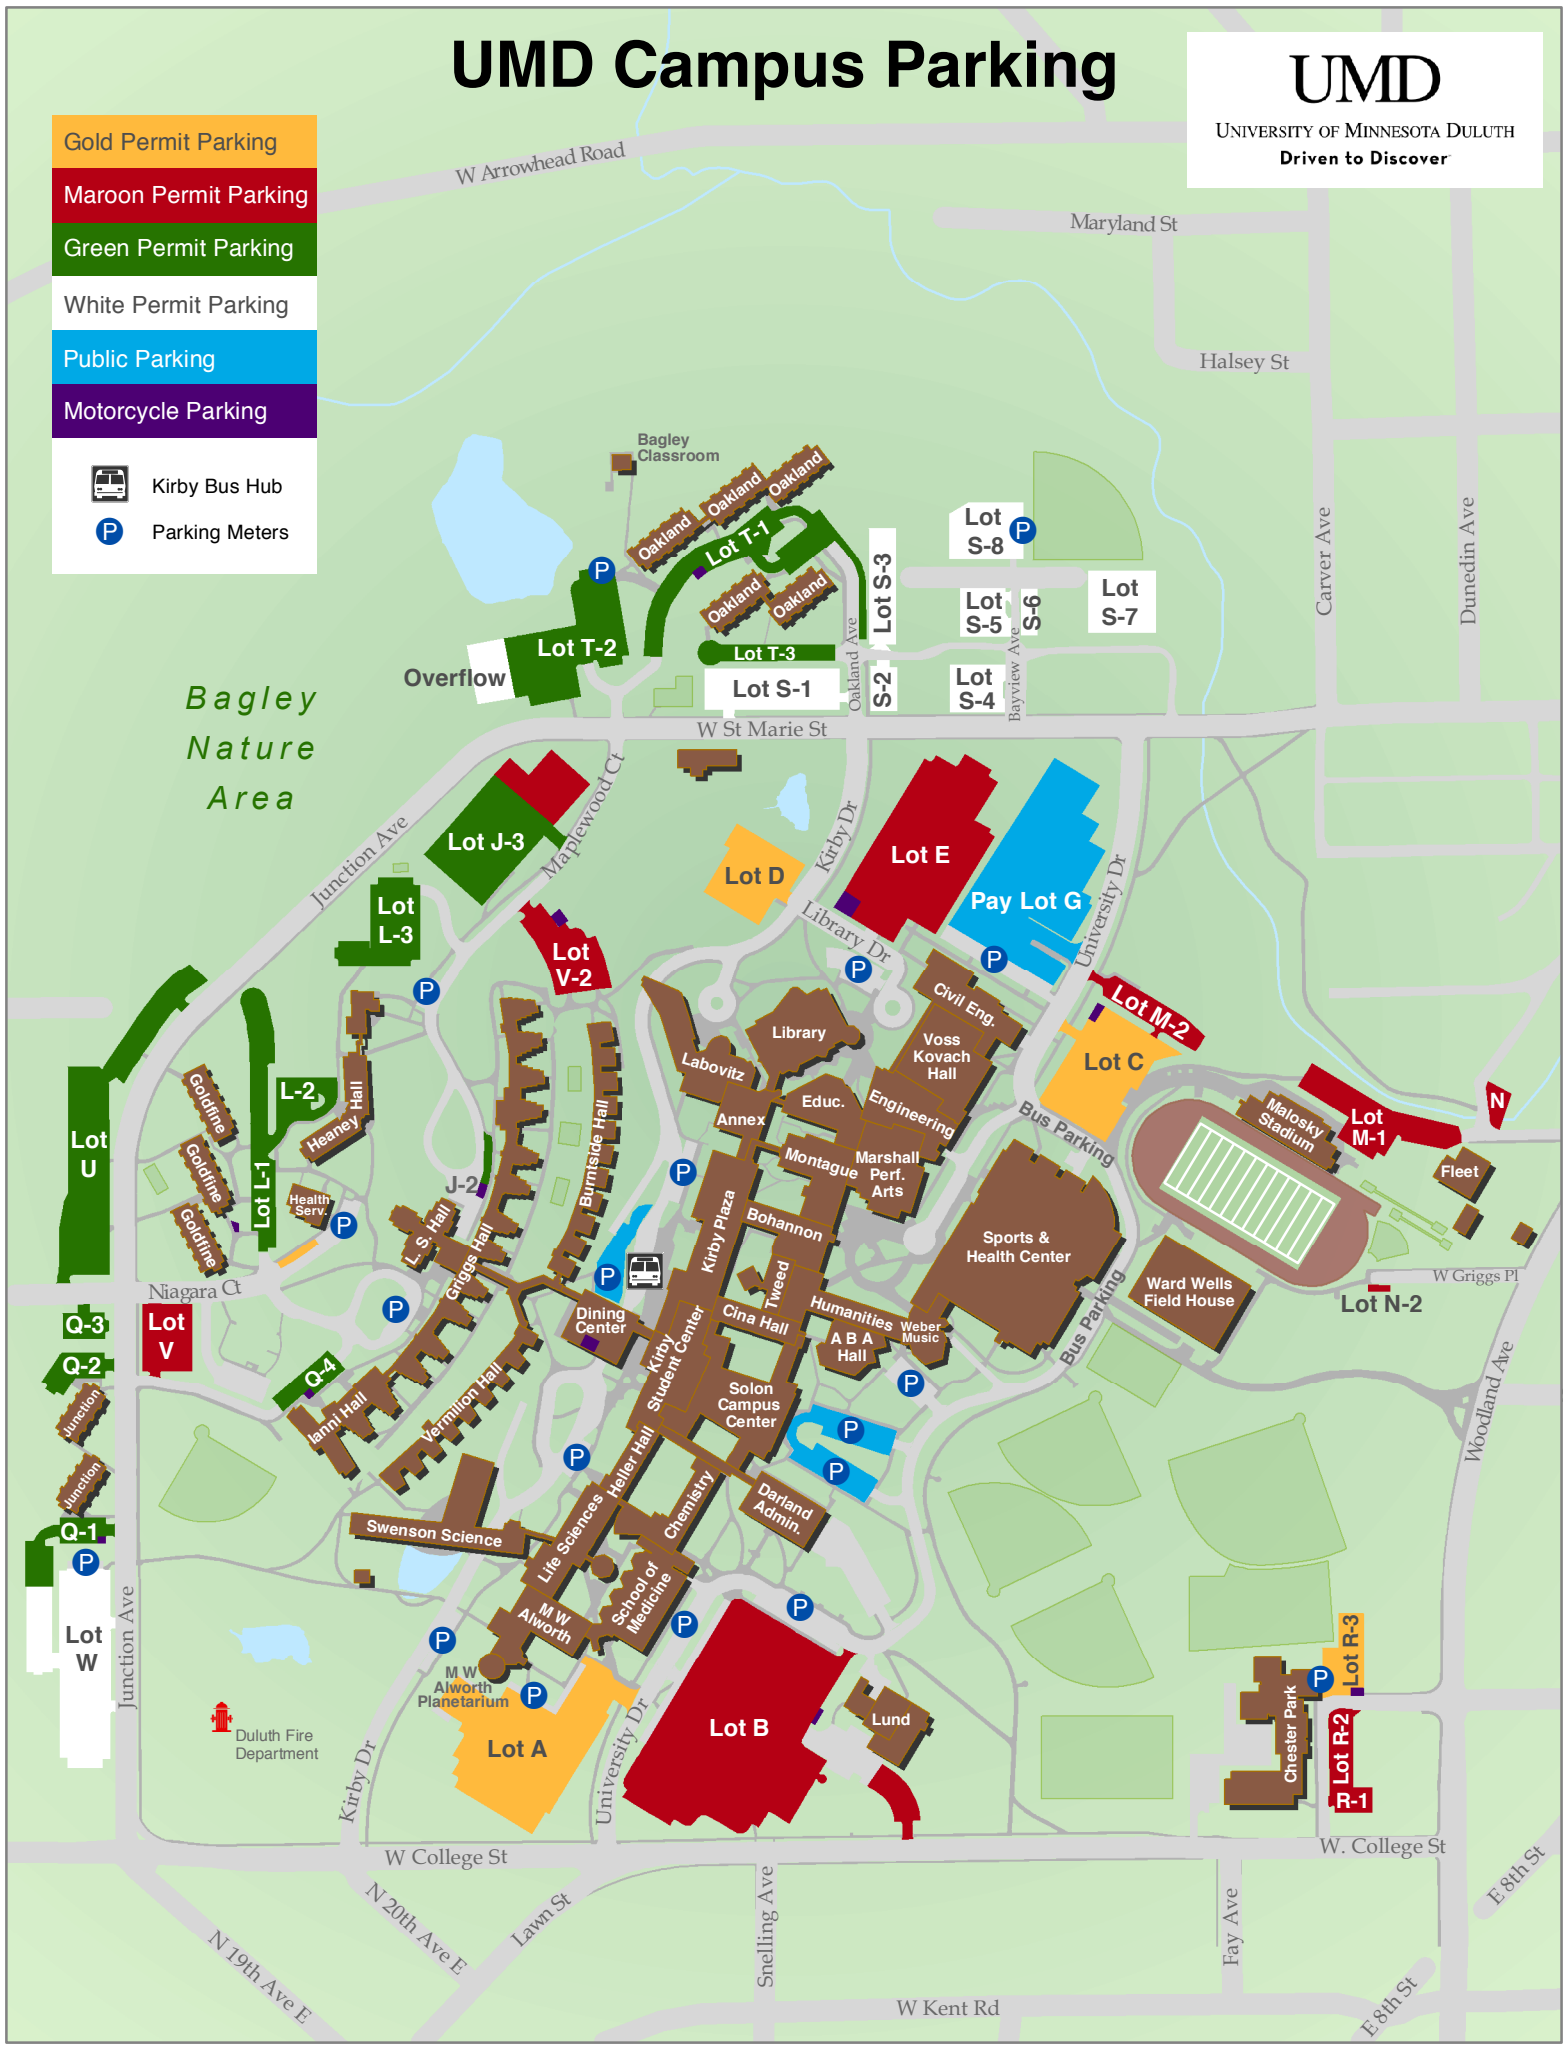 UMD Campus Parking
UMD
UNIVERSITY OF MINNESOTA DULUTH
Driven to Discover
Gold Permit Parking
Maroon Permit Parking
Green Permit Parking
White Permit Parking
Public Parking
Motorcycle Parking
Kirby Bus Hub
P
Parking Meters
W Arrowhead Road
Maryland St
Halsey St
Carver Ave
Dunedin Ave
Bagley
Classroom
Oakland
Oakland
Oakland
Lot T-1
Oakland
Oakland
P
Lot T-2
Overflow
Lot T-3
Lot S-1
Lot S-3
S-2
Oakland Ave
Lot
S-8
P
Lot
S-5
S-6
Lot
S-7
Lot
S-4
Bayview Ave
Bagley
Nature
Area
W St Marie St
Maplewood Ct
Junction Ave
Lot J-3
Lot
L-3
Lot
V-2
P
Lot D
Kirby Dr
Library Dr
Lot E
Pay Lot G
University Dr
P
P
Lot M-2
Lot C
Bus Parking
Lot
M-1
N
Malosky
Stadium
Fleet
W Griggs Pl
Lot N-2
Ward Wells
Field House
Bus Parking
Sports &
Health Center
Civil Eng.
Voss
Kovach
Hall
Library
Labovitz
Annex
Educ.
Engineering
Montague
Marshall
Perf.
Arts
Kirby Plaza
Bohannon
Tweed
Humanities
Cina Hall
A B A
Hall
Weber
Music
P
Kirby
Student Center
Solon
Campus
Center
P
P
P
P
Dining
Center
Burntside Hall
Goldfine
Goldfine
Goldfine
L-2
Heaney Hall
Lot L-1
Health
Serv.
P
J-2
L. S. Hall
Griggs Hall
Lot
U
Niagara Ct
P
Q-3
Lot
V
Q-2
Junction
Junction
Q-4
Ianni Hall
Vermilion Hall
Q-1
P
Lot
W
Junction Ave
P
Heller Hall
Chemistry
Darland
Admin.
Swenson Science
Life Sciences
School of
Medicine
M W
Alworth
P
P
P
M W
Alworth
Planetarium
P
Lot A
Lot B
Lund
University Dr
Kirby Dr
Duluth Fire
Department
Woodland Ave
Lot R-3
P
Chester Park
Lot R-2
R-1
W College St
W. College St
N 19th Ave E
N 20th Ave E
Lawn St
Snelling Ave
Fay Ave
W Kent Rd
E 8th St
E 8th St